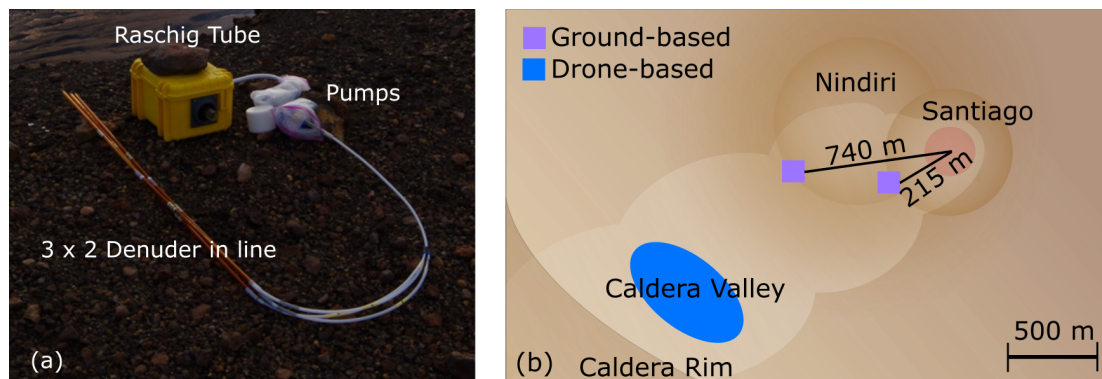 Raschig Tube
Pumps
3 x 2 Denuder in line
(a)
Ground-based
Drone-based
Nindiri
Santiago
740 m
215 m
Caldera Valley
500 m
(b)
Caldera Rim